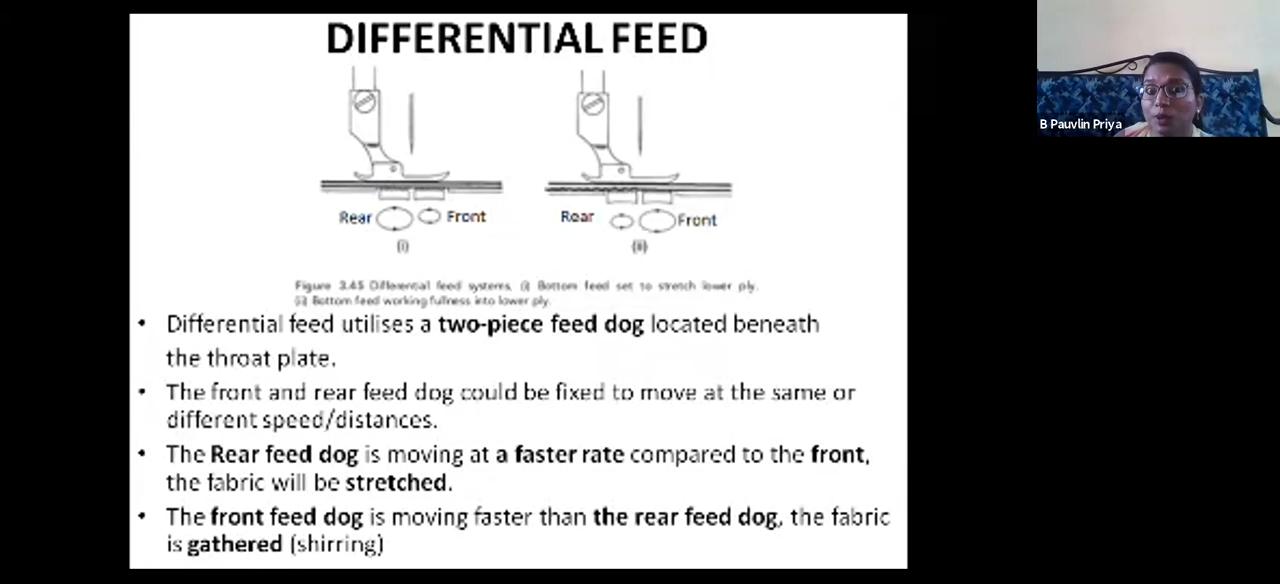 DIFFERENTIAL FEED
Rear Front
(i)
Rear Front
(ii)
Figure 3.45 Differential feed systems. (i) Bottom feed set to stretch lower ply.
(ii) Bottom feed working fullness into lower ply.
• Differential feed utilises a two-piece feed dog located beneath
the throat plate.
• The front and rear feed dog could be fixed to move at the same or
different speed/distances.
• The Rear feed dog is moving at a faster rate compared to the front,
the fabric will be stretched.
• The front feed dog is moving faster than the rear feed dog, the fabric
is gathered (shirring)
B Pauvlin Priya